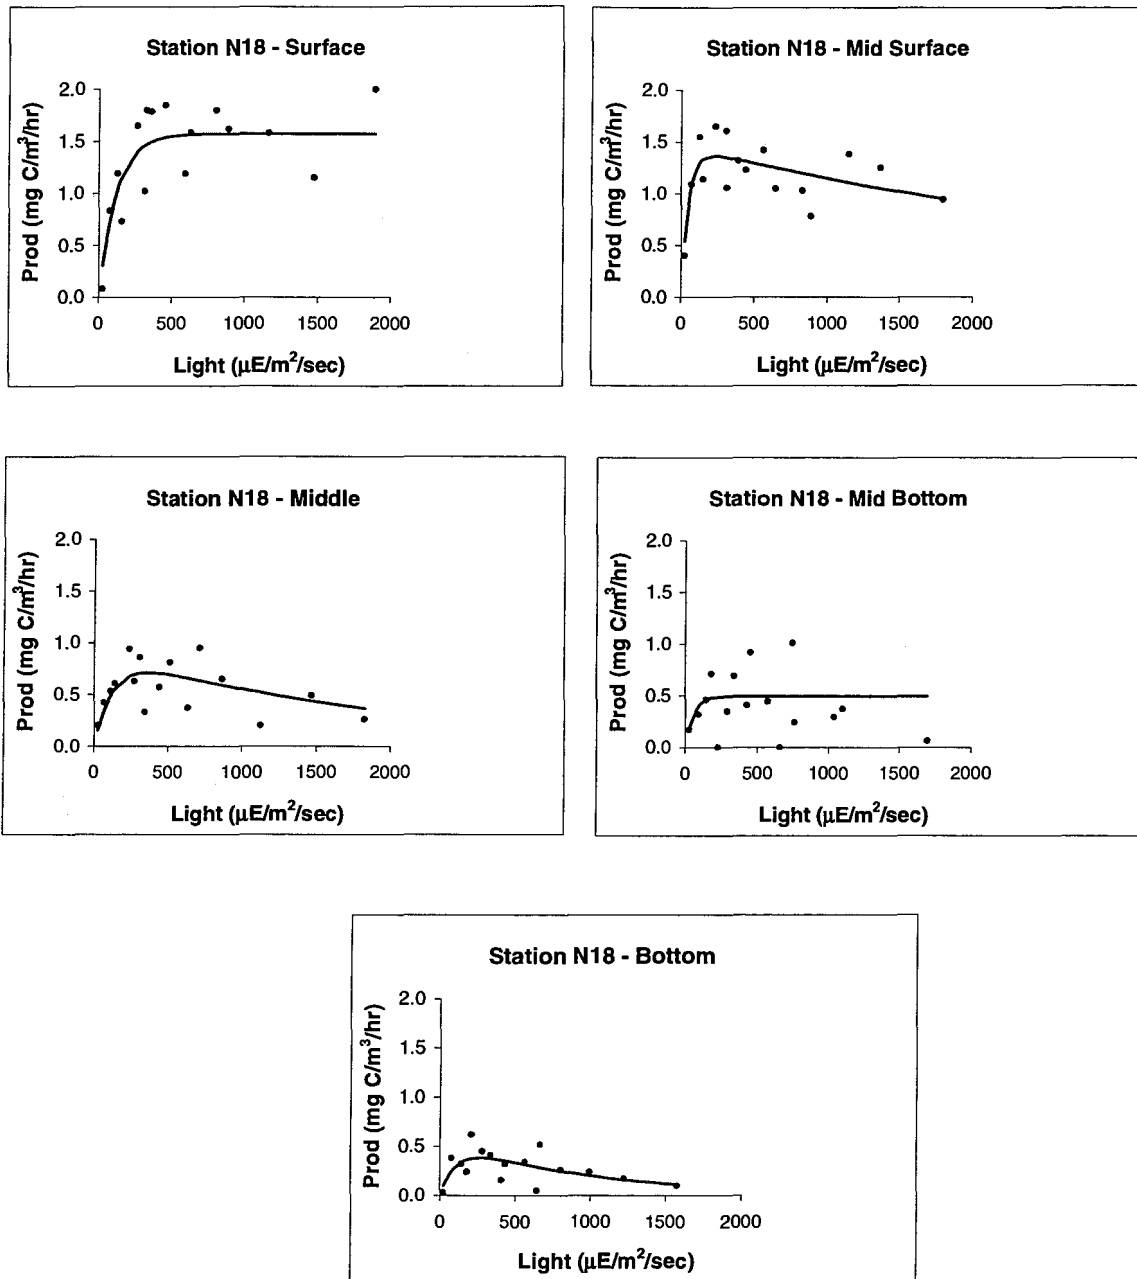 Station N18 - Surface
Prod (mg C/m³/hr)
2.0
1.5
1.0
0.5
0.0
0 500 1000 1500 2000
Light (µE/m²/sec)
Station N18 - Mid Surface
Prod (mg C/m³/hr)
2.0
1.5
1.0
0.5
0.0
0 500 1000 1500 2000
Light (µE/m²/sec)
Station N18 - Middle
Prod (mg C/m³/hr)
2.0
1.5
1.0
0.5
0.0
0 500 1000 1500 2000
Light (µE/m²/sec)
Station N18 - Mid Bottom
Prod (mg C/m³/hr)
2.0
1.5
1.0
0.5
0.0
0 500 1000 1500 2000
Light (µE/m²/sec)
Station N18 - Bottom
Prod (mg C/m³/hr)
2.0
1.5
1.0
0.5
0.0
0 500 1000 1500 2000
Light (µE/m²/sec)